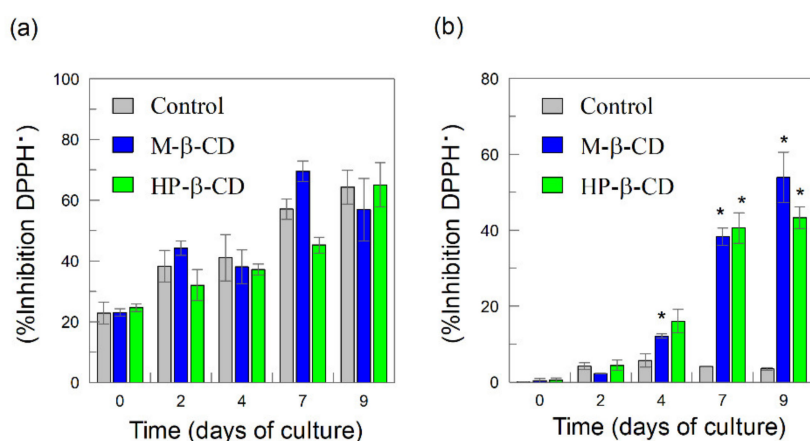 (a)
(b)
100
80
60
40
20
0
(%Inhibition DPPH·)
Control
M-β-CD
HP-β-CD
0 2 4 7 9
Time (days of culture)
80
60
40
20
0
(%Inhibition DPPH·)
Control
M-β-CD
HP-β-CD
*
* *
* *
0 2 4 7 9
Time (days of culture)